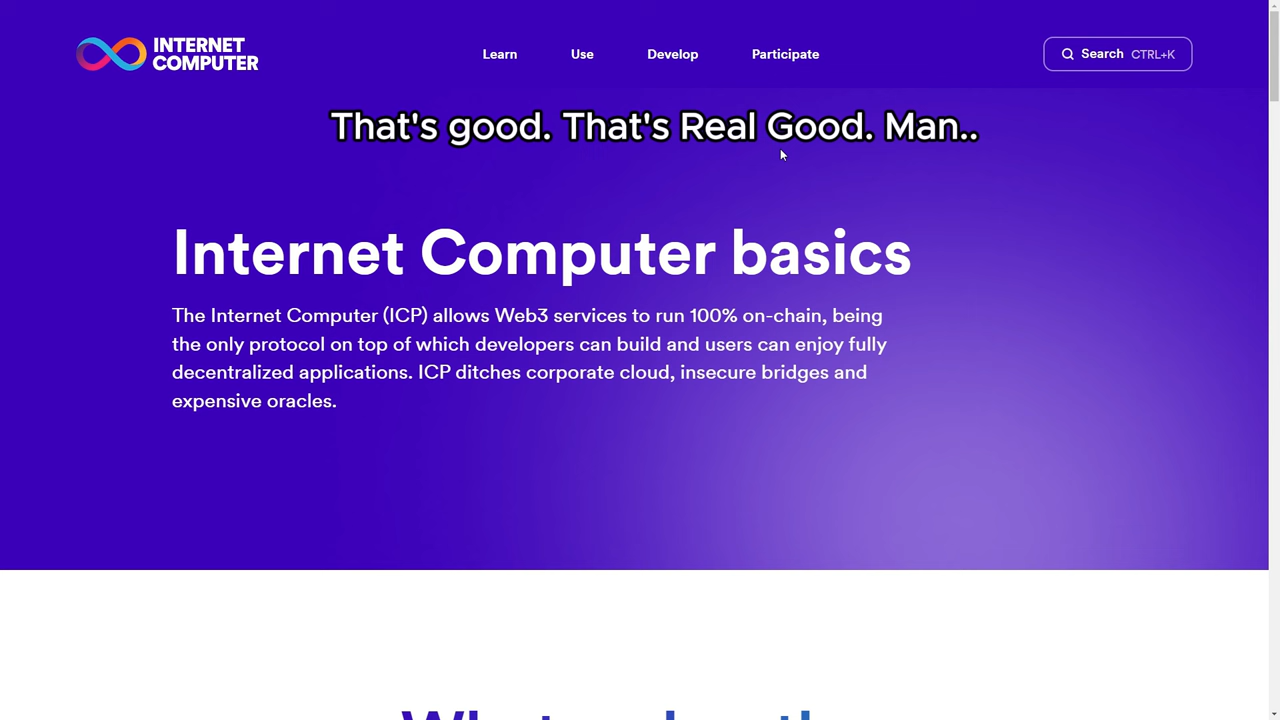 INTERNET
COMPUTER
Learn
Use
Develop
Participate
Search CTRL+K
That's good. That's Real Good. Man..
Internet Computer basics
The Internet Computer (ICP) allows Web3 services to run 100% on-chain, being
the only protocol on top of which developers can build and users can enjoy fully
decentralized applications. ICP ditches corporate cloud, insecure bridges and
expensive oracles.